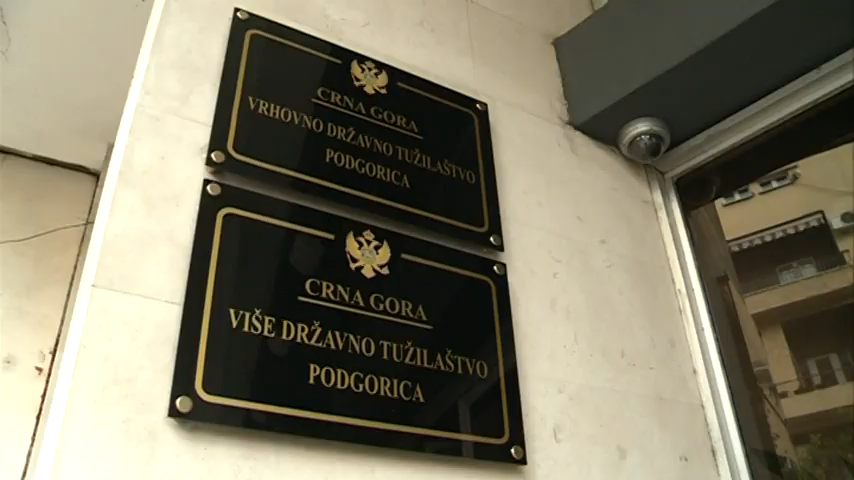 CRNA GORA
VRHOVNO DRŽAVNO TUŽILAŠTVO
PODGORICA
CRNA GORA
VIŠE DRŽAVNO TUŽILAŠTVO
PODGORICA